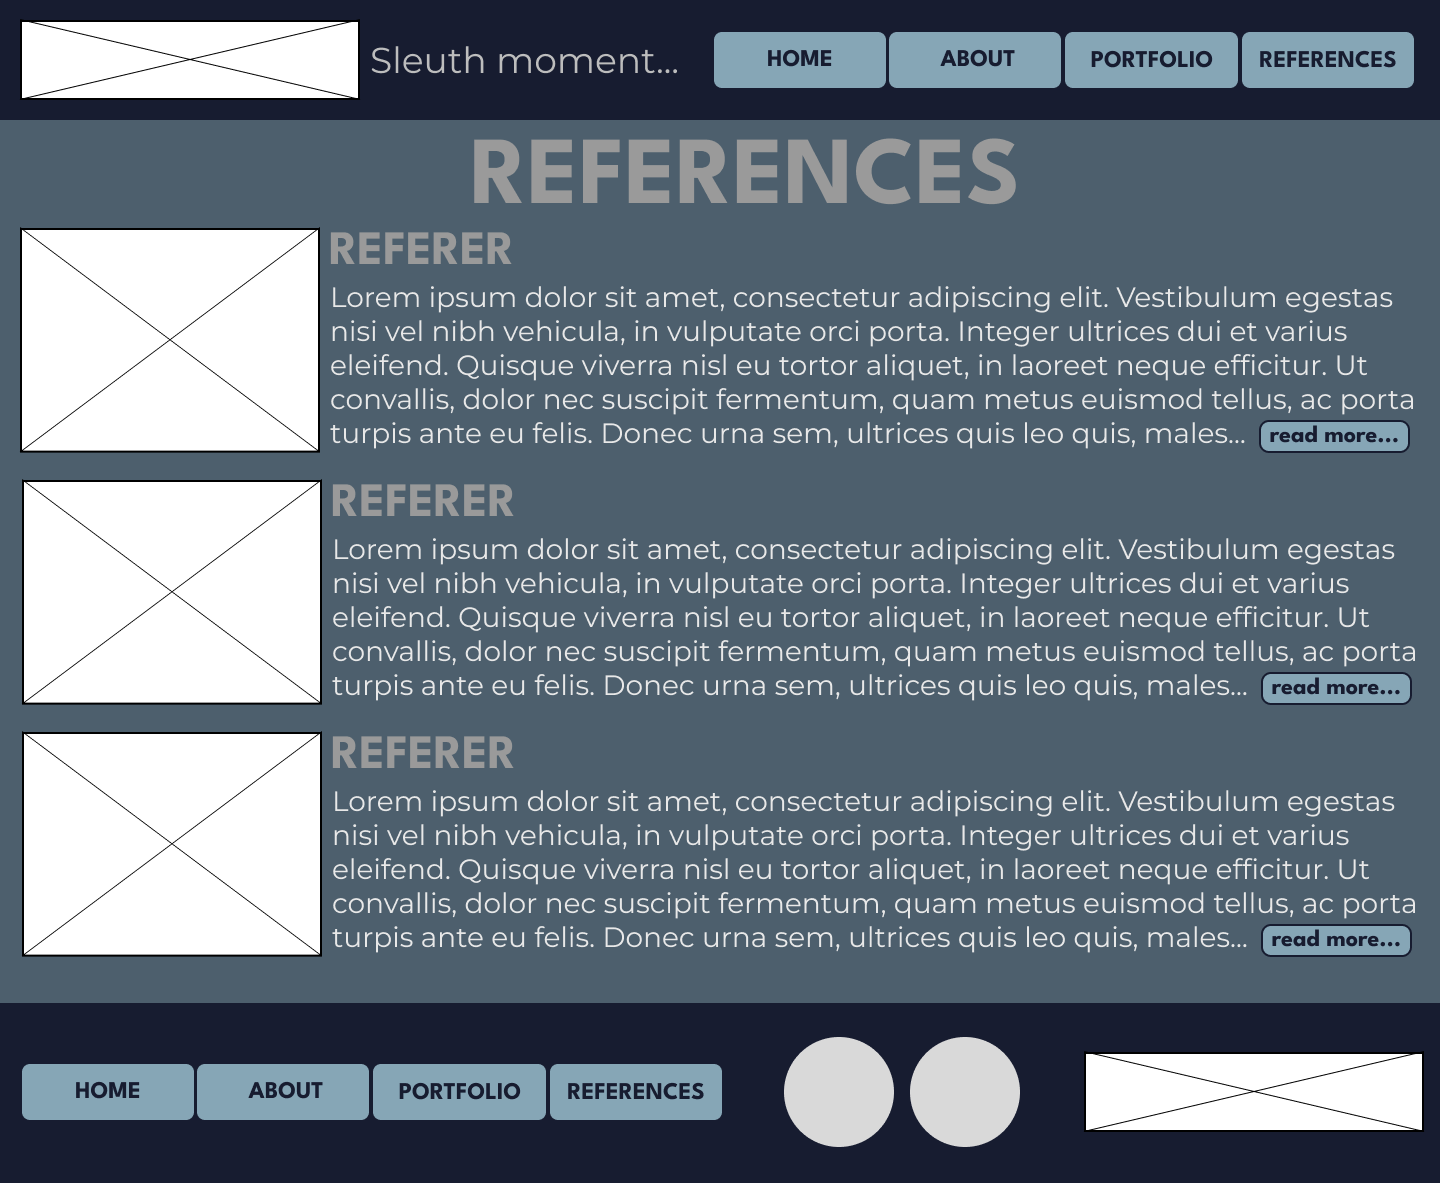 Sleuth moment...
HOME
ABOUT
PORTFOLIO
REFERENCES
REFERENCES
REFERER
Lorem ipsum dolor sit amet, consectetur adipiscing elit. Vestibulum egestas
nisi vel nibh vehicula, in vulputate orci porta. Integer ultrices dui et varius
eleifend. Quisque viverra nisl eu tortor aliquet, in laoreet neque efficitur. Ut
convallis, dolor nec suscipit fermentum, quam metus euismod tellus, ac porta
turpis ante eu felis. Donec urna sem, ultrices quis leo quis, males... read more...
REFERER
Lorem ipsum dolor sit amet, consectetur adipiscing elit. Vestibulum egestas
nisi vel nibh vehicula, in vulputate orci porta. Integer ultrices dui et varius
eleifend. Quisque viverra nisl eu tortor aliquet, in laoreet neque efficitur. Ut
convallis, dolor nec suscipit fermentum, quam metus euismod tellus, ac porta
turpis ante eu felis. Donec urna sem, ultrices quis leo quis, males... read more...
REFERER
Lorem ipsum dolor sit amet, consectetur adipiscing elit. Vestibulum egestas
nisi vel nibh vehicula, in vulputate orci porta. Integer ultrices dui et varius
eleifend. Quisque viverra nisl eu tortor aliquet, in laoreet neque efficitur. Ut
convallis, dolor nec suscipit fermentum, quam metus euismod tellus, ac porta
turpis ante eu felis. Donec urna sem, ultrices quis leo quis, males... read more...
HOME
ABOUT
PORTFOLIO
REFERENCES